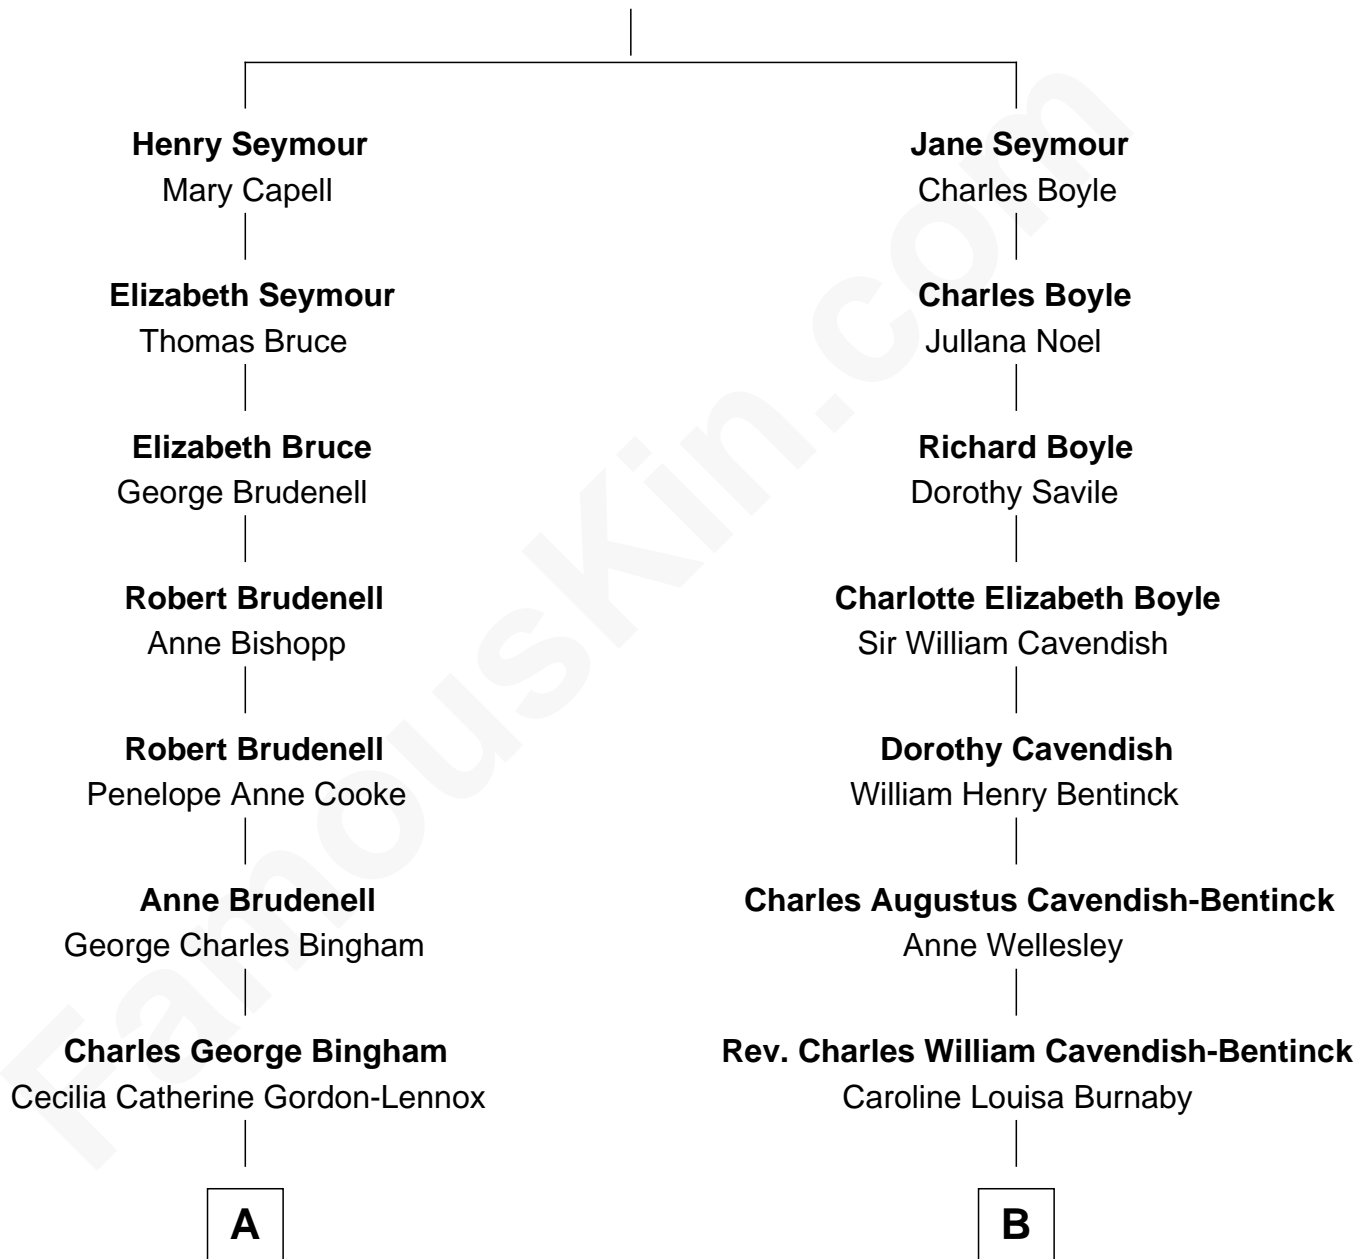 Henry Seymour
Mary Capell
Elizabeth Seymour
Thomas Bruce
Elizabeth Bruce
George Brudenell
Robert Brudenell
Anne Bishopp
Robert Brudenell
Penelope Anne Cooke
Anne Brudenell
George Charles Bingham
Charles George Bingham
Cecilia Catherine Gordon-Lennox
A
Jane Seymour
Charles Boyle
Charles Boyle
Jullana Noel
Richard Boyle
Dorothy Savile
Charlotte Elizabeth Boyle
Sir William Cavendish
Dorothy Cavendish
William Henry Bentinck
Charles Augustus Cavendish-Bentinck
Anne Wellesley
Rev. Charles William Cavendish-Bentinck
Caroline Louisa Burnaby
B
FamousKin.com